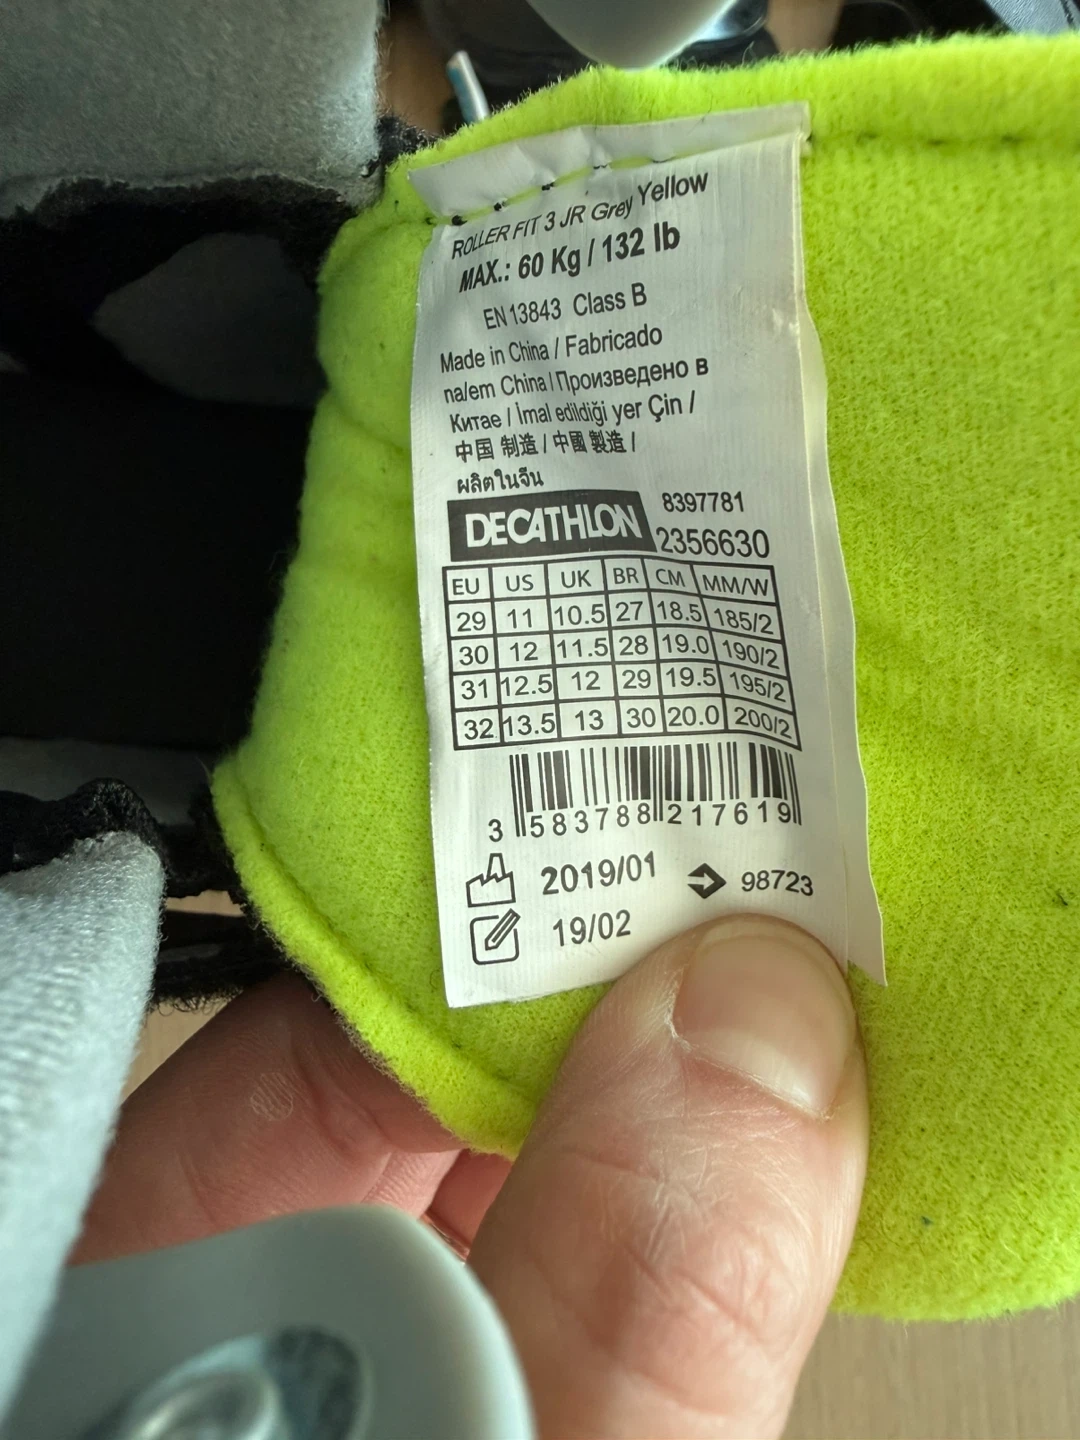 ROLLER FIT 3 JR Grey Yellow
MAX.: 60 Kg / 132 lb
EN 13843 Class B
Made in China / Fabricado
na/em China / Произведено в
Китае / İmal edildiği yer Çin /
中国 制造 / 中國 製造 /
ผลิตในจีน
DECATHLON 8397781
2356630
EU US UK BR CM MM/W
29 11 10.5 27 18.5 185/2
30 12 11.5 28 19.0 190/2
31 12.5 12 29 19.5 195/2
32 13.5 13 30 20.0 200/2
3 583788 217619
2019/01 98723
19/02